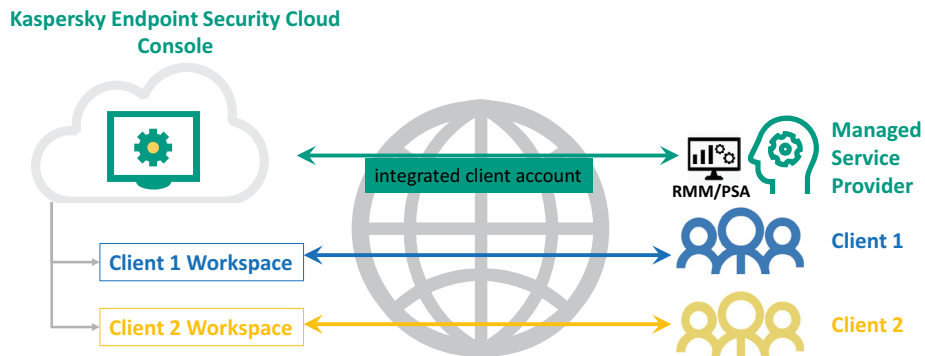 Kaspersky Endpoint Security Cloud
Console
integrated client account
RMM/PSA
Managed
Service
Provider
Client 1 Workspace
Client 1
Client 2 Workspace
Client 2